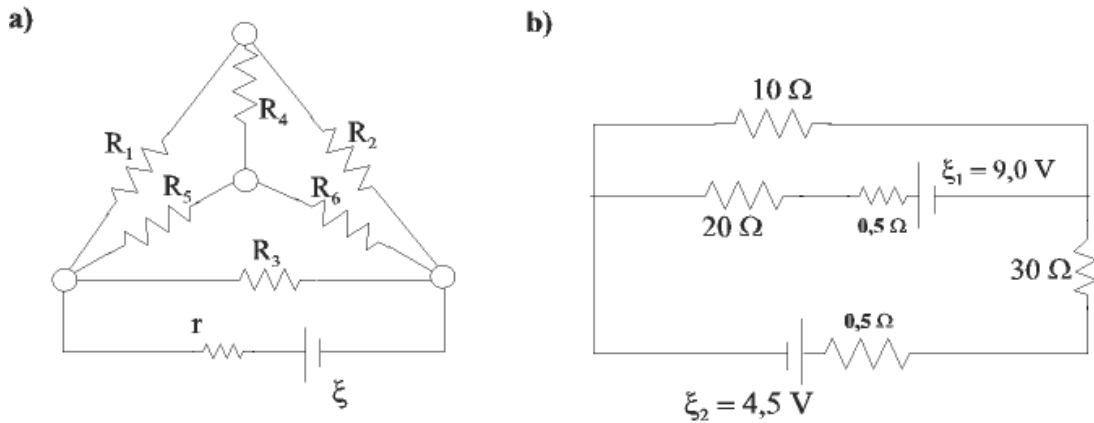 a)
R₄
R₁
R₂
R₅
R₆
R₃
r
ξ
b)
10 Ω
ξ₁ = 9,0 V
20 Ω
0,5 Ω
30 Ω
0,5 Ω
ξ₂ = 4,5 V